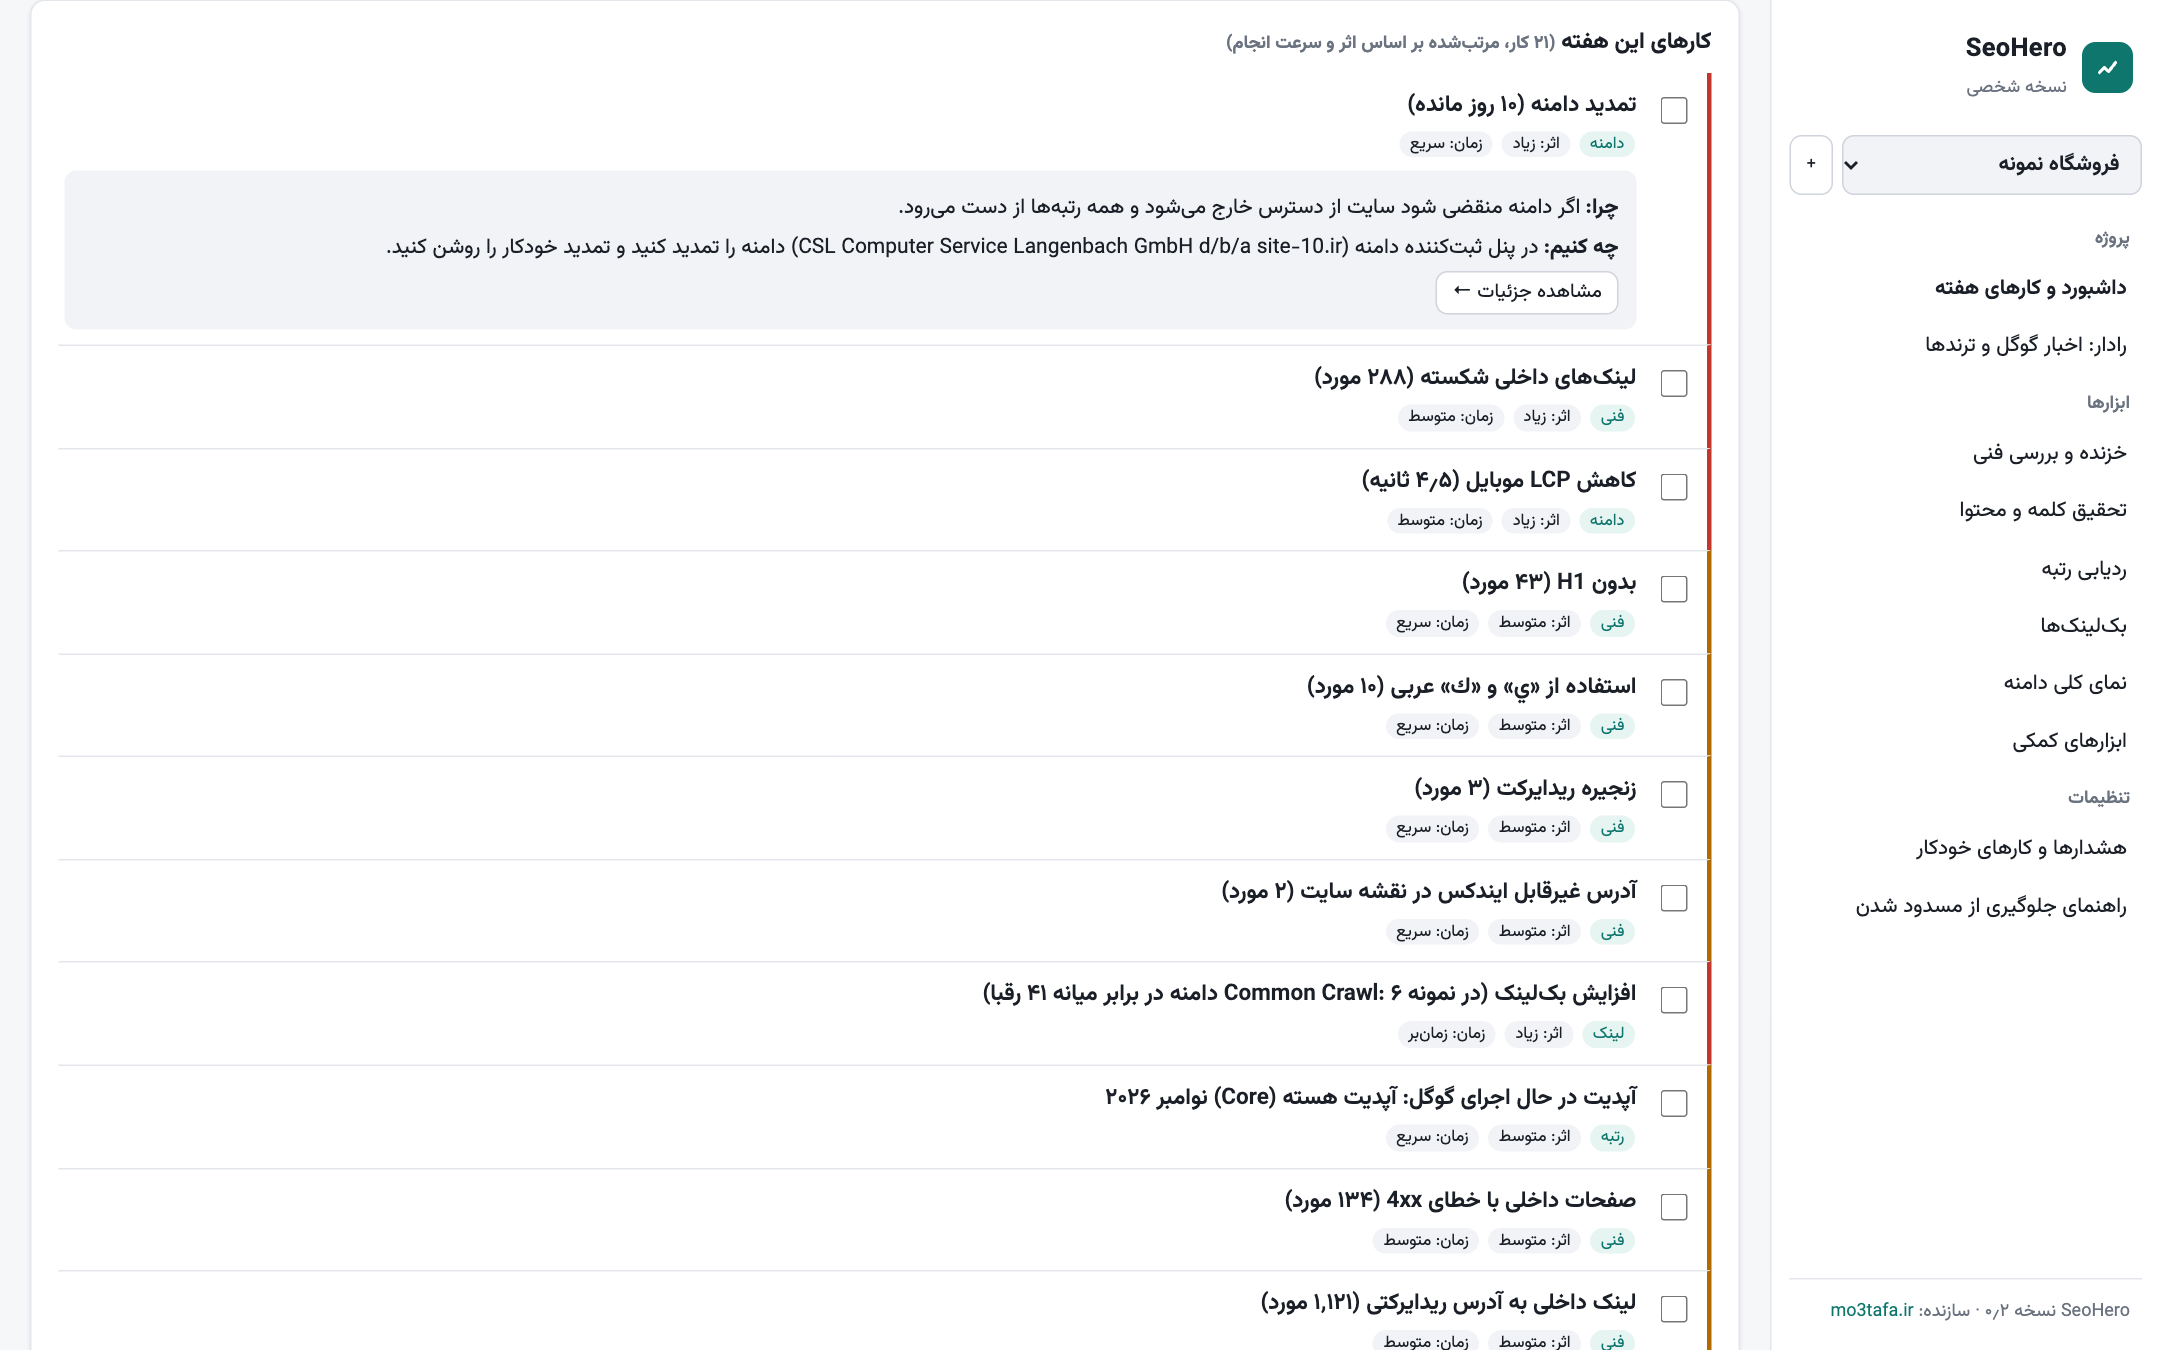 SeoHero
نسخه شخصی
فروشگاه نمونه
+
پروژه
داشبورد و کارهای هفته
رادار: اخبار گوگل و ترندها
ابزارها
خزنده و بررسی فنی
تحقیق کلمه و محتوا
ردیابی رتبه
بک‌لینک‌ها
نمای کلی دامنه
ابزارهای کمکی
تنظیمات
هشدارها و کارهای خودکار
راهنمای جلوگیری از مسدود شدن
SeoHero نسخه ۰٫۲ · سازنده: mo3tafa.ir
کارهای این هفته (۲۱ کار، مرتب‌شده بر اساس اثر و سرعت انجام)
تمدید دامنه (۱۰ روز مانده)
دامنه اثر: زیاد زمان: سریع
چرا: اگر دامنه منقضی شود سایت از دسترس خارج می‌شود و همه رتبه‌ها از دست می‌رود.
چه کنیم: در پنل ثبت‌کننده دامنه (CSL Computer Service Langenbach GmbH d/b/a site-10.ir) دامنه را تمدید کنید و تمدید خودکار را روشن کنید.
مشاهده جزئیات ←
لینک‌های داخلی شکسته (۲۸۸ مورد)
فنی اثر: زیاد زمان: متوسط
کاهش LCP موبایل (۴٫۵ ثانیه)
دامنه اثر: زیاد زمان: متوسط
بدون H1 (۴۳ مورد)
فنی اثر: متوسط زمان: سریع
استفاده از «ي» و «ك» عربی (۱۰ مورد)
فنی اثر: متوسط زمان: سریع
زنجیره ریدایرکت (۳ مورد)
فنی اثر: متوسط زمان: سریع
آدرس غیرقابل ایندکس در نقشه سایت (۲ مورد)
فنی اثر: متوسط زمان: سریع
افزایش بک‌لینک (در نمونه Common Crawl: ۶ دامنه در برابر میانه ۴۱ رقبا)
لینک اثر: زیاد زمان: زمان‌بر
آپدیت در حال اجرای گوگل: آپدیت هسته (Core) نوامبر ۲۰۲۶
رتبه اثر: متوسط زمان: سریع
صفحات داخلی با خطای 4xx (۱۳۴ مورد)
فنی اثر: متوسط زمان: متوسط
لینک داخلی به آدرس ریدایرکتی (۱,۱۲۱ مورد)
فنی اثر: متوسط زمان: متوسط